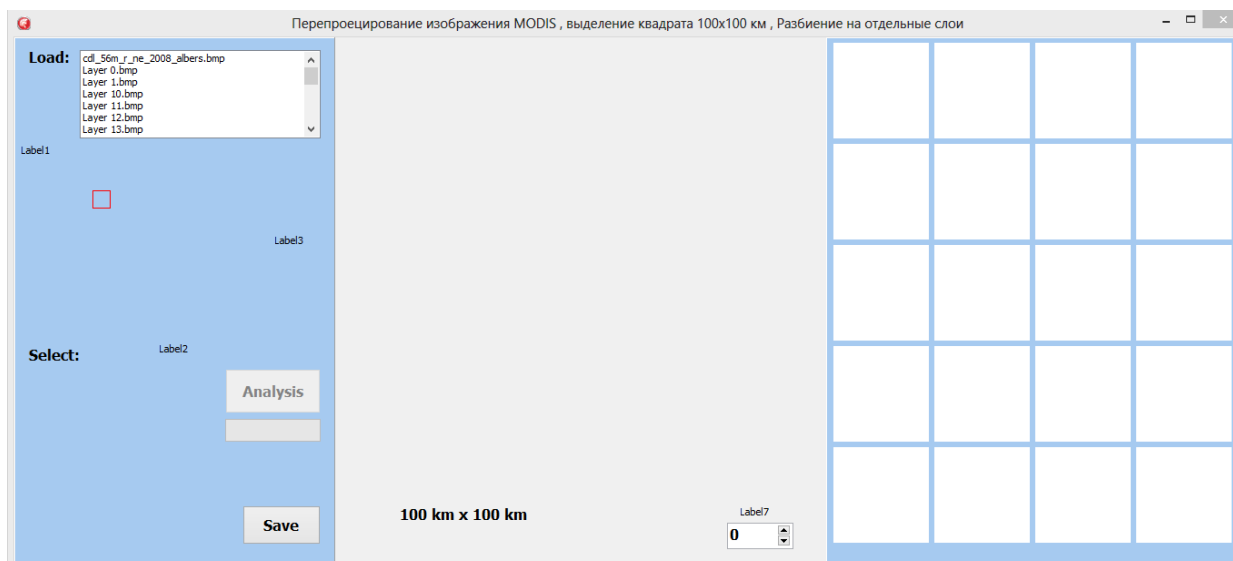 Перепроецирование изображения MODIS , выделение квадрата 100x100 км , Разбиение на отдельные слои
Load:
cdl_56m_r_ne_2008_albers.bmp
Layer 0.bmp
Layer 1.bmp
Layer 10.bmp
Layer 11.bmp
Layer 12.bmp
Layer 13.bmp
Label1
Label3
Select:
Label2
Analysis
Save
100 km x 100 km
Label7
0